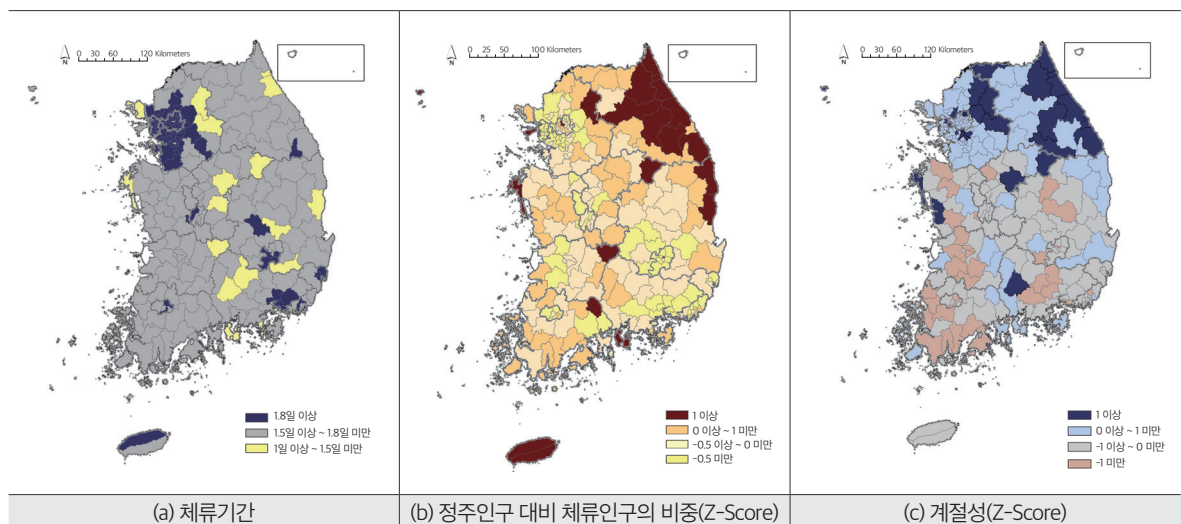 0 30 60 120 Kilometers
N
1.8일 이상
1.5일 이상 ~ 1.8일 미만
1일 이상 ~ 1.5일 미만
(a) 체류기간
0 25 50 100 Kilometers
N
1 이상
0 이상 ~ 1 미만
-0.5 이상 ~ 0 미만
-0.5 미만
(b) 정주인구 대비 체류인구의 비중(Z-Score)
0 30 60 120 Kilometers
N
1 이상
0 이상 ~ 1 미만
-1 이상 ~ 0 미만
-1 미만
(c) 계절성(Z-Score)